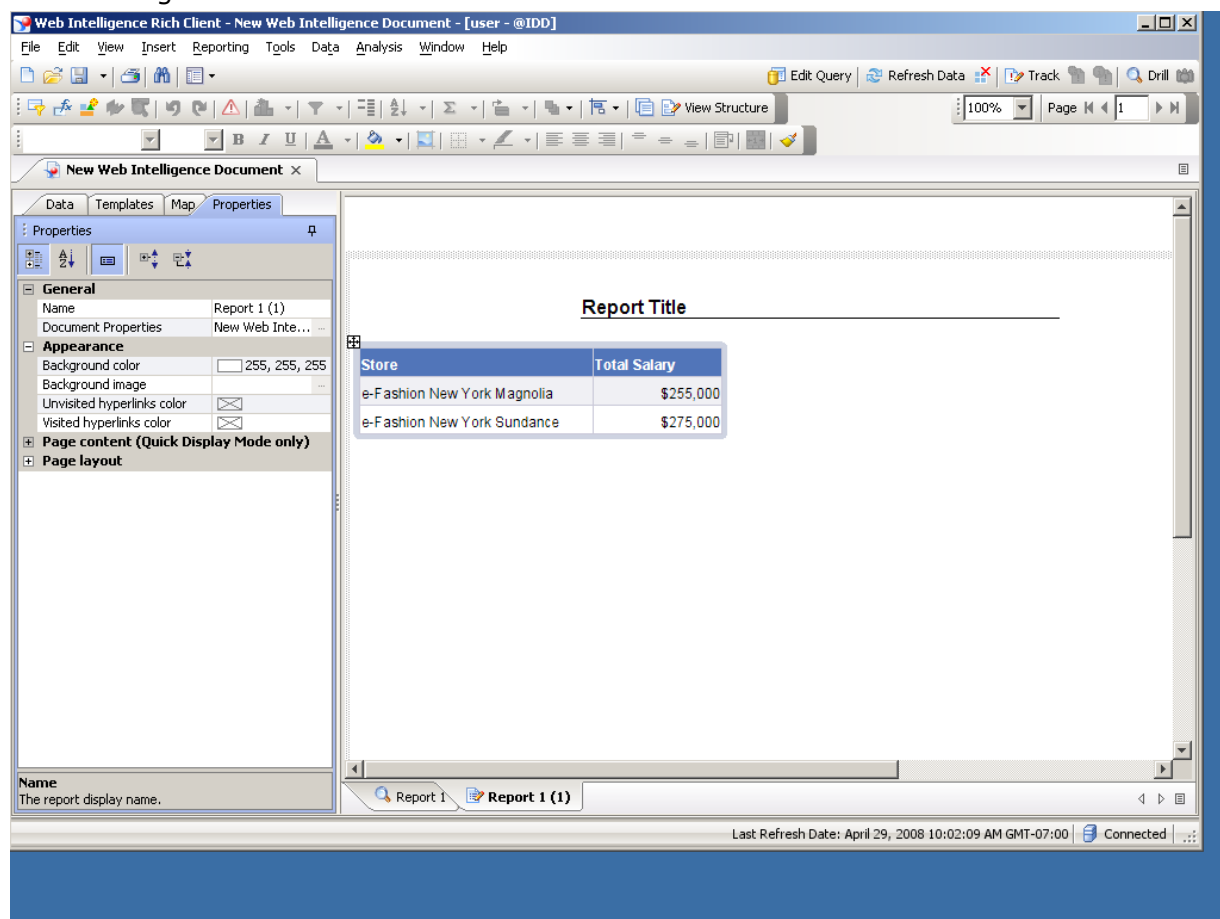 Web Intelligence Rich Client - New Web Intelligence Document - [user - @IDD]
File Edit View Insert Reporting Tools Data Analysis Window Help
Edit Query Refresh Data Track Drill
View Structure 100% Page 1
B I U A
New Web Intelligence Document ×
Data Templates Map Properties
Properties
General
Name Report 1 (1)
Document Properties New Web Inte... ...
Appearance
Background color 255, 255, 255
Background image ...
Unvisited hyperlinks color
Visited hyperlinks color
Page content (Quick Display Mode only)
Page layout
Report Title
Store Total Salary
e-Fashion New York Magnolia $255,000
e-Fashion New York Sundance $275,000
Name
The report display name.
Report 1 Report 1 (1)
Last Refresh Date: April 29, 2008 10:02:09 AM GMT-07:00 Connected